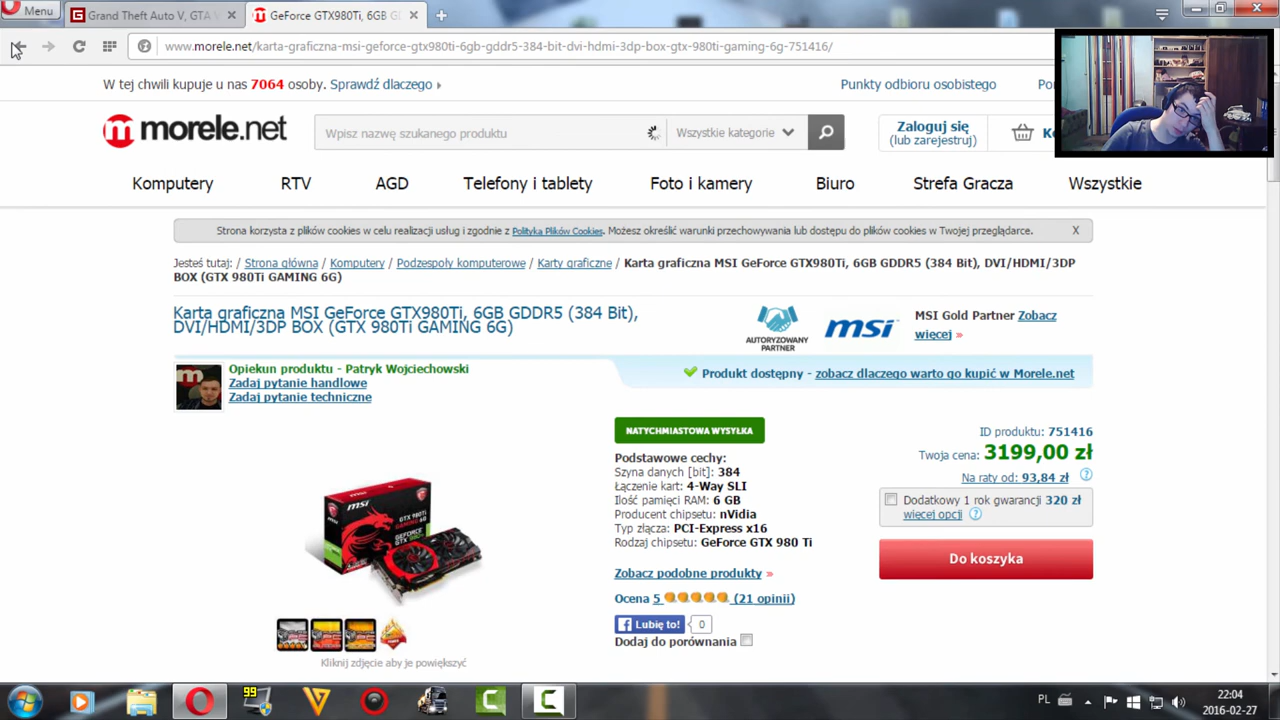 Menu
Grand Theft Auto V, GTA V
GeForce GTX980Ti, 6GB GD
www.morele.net/karta-graficzna-msi-geforce-gtx980ti-6gb-gddr5-384-bit-dvi-hdmi-3dp-box-gtx-980ti-gaming-6g-751416/
W tej chwili kupuje u nas 7064 osoby. Sprawdź dlaczego
Punkty odbioru osobistego
morele.net
Wpisz nazwę szukanego produktu
Wszystkie kategorie
Zaloguj się
(lub zarejestruj)
Komputery RTV AGD Telefony i tablety Foto i kamery Biuro Strefa Gracza Wszystkie
Strona korzysta z plików cookies w celu realizacji usług i zgodnie z Polityką Plików Cookies. Możesz określić warunki przechowywania lub dostępu do plików cookies w Twojej przeglądarce. X
Jesteś tutaj: / Strona główna / Komputery / Podzespoły komputerowe / Karty graficzne / Karta graficzna MSI GeForce GTX980Ti, 6GB GDDR5 (384 Bit), DVI/HDMI/3DP
BOX (GTX 980Ti GAMING 6G)
Karta graficzna MSI GeForce GTX980Ti, 6GB GDDR5 (384 Bit),
DVI/HDMI/3DP BOX (GTX 980Ti GAMING 6G)
AUTORYZOWANY
PARTNER
msi
MSI Gold Partner Zobacz
więcej »
Opiekun produktu - Patryk Wojciechowski
Zadaj pytanie handlowe
Zadaj pytanie techniczne
Produkt dostępny - zobacz dlaczego warto go kupić w Morele.net
NATYCHMIASTOWA WYSYŁKA
Podstawowe cechy:
Szyna danych [bit]: 384
Łączenie kart: 4-Way SLI
Ilość pamięci RAM: 6 GB
Producent chipsetu: nVidia
Typ złącza: PCI-Express x16
Rodzaj chipsetu: GeForce GTX 980 Ti
Zobacz podobne produkty »
Ocena 5 (21 opinii)
Lubię to! 0
Dodaj do porównania
ID produktu: 751416
Twoja cena: 3199,00 zł
Na raty od: 93,84 zł ?
Dodatkowy 1 rok gwarancji 320 zł
więcej opcji ?
Do koszyka
Kliknij zdjęcie aby je powiększyć
99
PL
22:04
2016-02-27